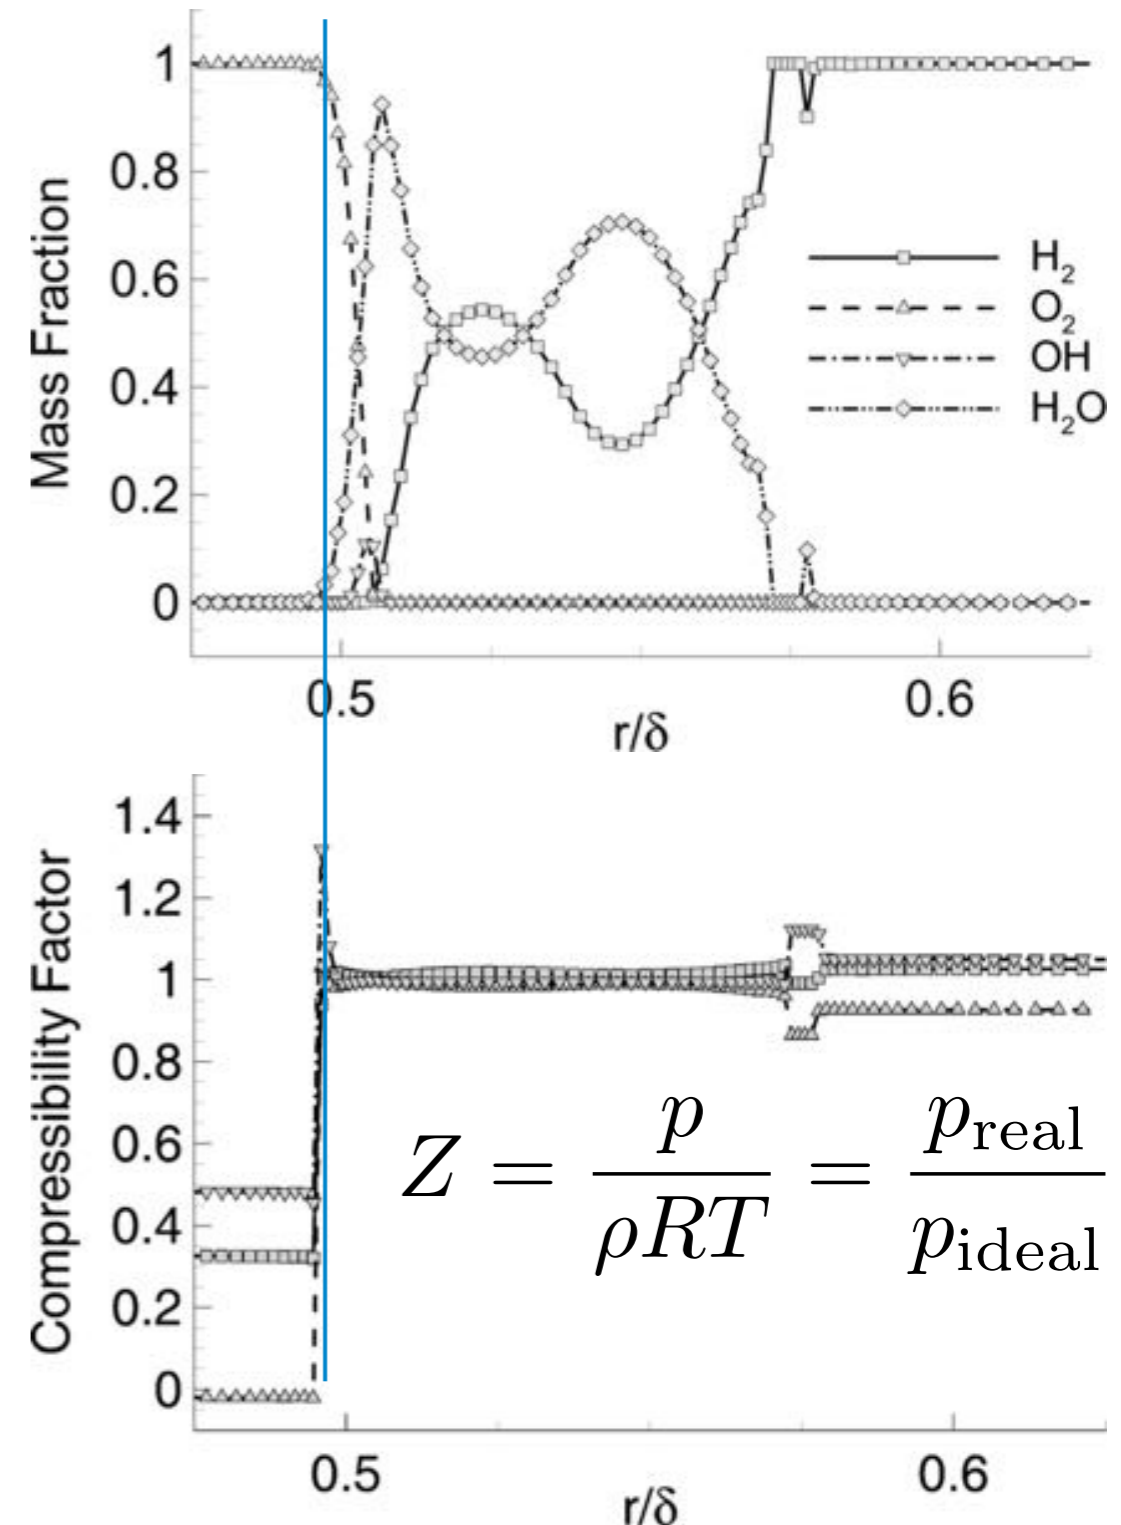 Mass Fraction
1
0.8
0.6
0.4
0.2
0
H₂
O₂
OH
H₂O
0.5
0.6
r/δ
Compressibility Factor
1.4
1.2
1
0.8
0.6
0.4
0.2
0
Z = p/ρRT = p_real/p_ideal
0.5
0.6
r/δ